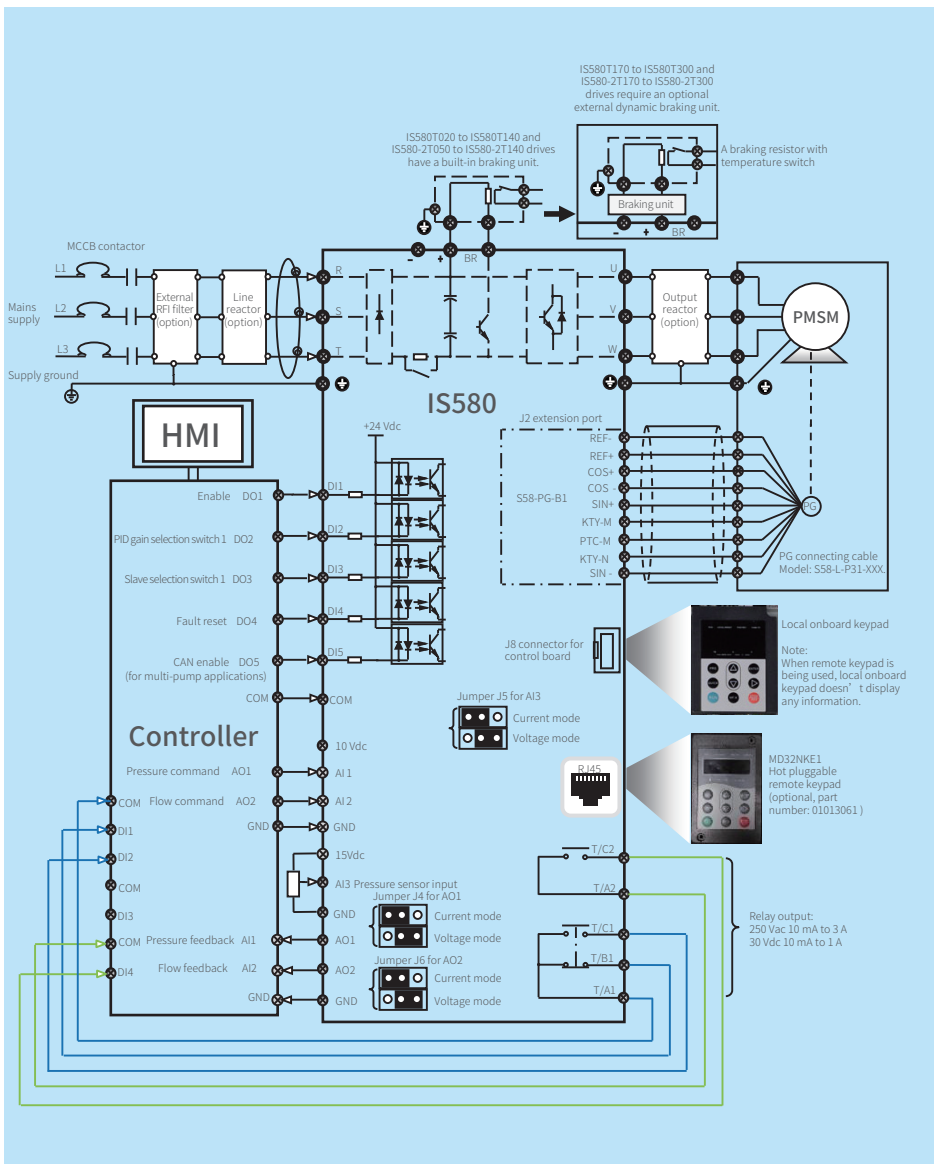 IS580T170 to IS580T300 and
IS580-2T170 to IS580-2T300
drives require an optional
external dynamic braking unit.
IS580T020 to IS580T140 and
IS580-2T050 to IS580-2T140 drives
have a built-in braking unit.
A braking resistor with
temperature switch
Braking unit
- + BR
MCCB contactor
- + BR
L1
R
U
External
RFI filter
(option)
Line
reactor
(option)
Output
reactor
(option)
Mains
supply
L2
S
V
PMSM
L3
T
W
Supply ground
IS580
HMI
+24 Vdc
J2 extension port
REF-
REF+
COS+
COS -
S58-PG-B1
SIN+
PG
KTY-M
PTC-M
KTY-N
SIN -
PG connecting cable
Model: S58-L-P31-XXX.
Enable DO1
DI1
PID gain selection switch 1 DO2
DI2
Slave selection switch 1 DO3
DI3
Fault reset DO4
DI4
CAN enable DO5
(for multi-pump applications)
DI5
COM
COM
J8 connector for
control board
Local onboard keypad
Note:
When remote keypad is
being used, local onboard
keypad doesn't display
any information.
Jumper J5 for AI3
Current mode
Voltage mode
Controller
10 Vdc
Pressure command AO1
AI 1
COM Flow command AO2
AI 2
GND
GND
DI1
DI2
COM
DI3
RJ45
MD32NKE1
Hot pluggable
remote keypad
(optional, part
number: 01013061 )
15Vdc
AI3 Pressure sensor input
GND
Jumper J4 for AO1
Current mode
Voltage mode
COM Pressure feedback AI1
AO1
DI4
Flow feedback AI2
AO2
GND
GND
Jumper J6 for AO2
Current mode
Voltage mode
T/C2
T/A2
T/C1
T/B1
T/A1
Relay output:
250 Vac 10 mA to 3 A
30 Vdc 10 mA to 1 A